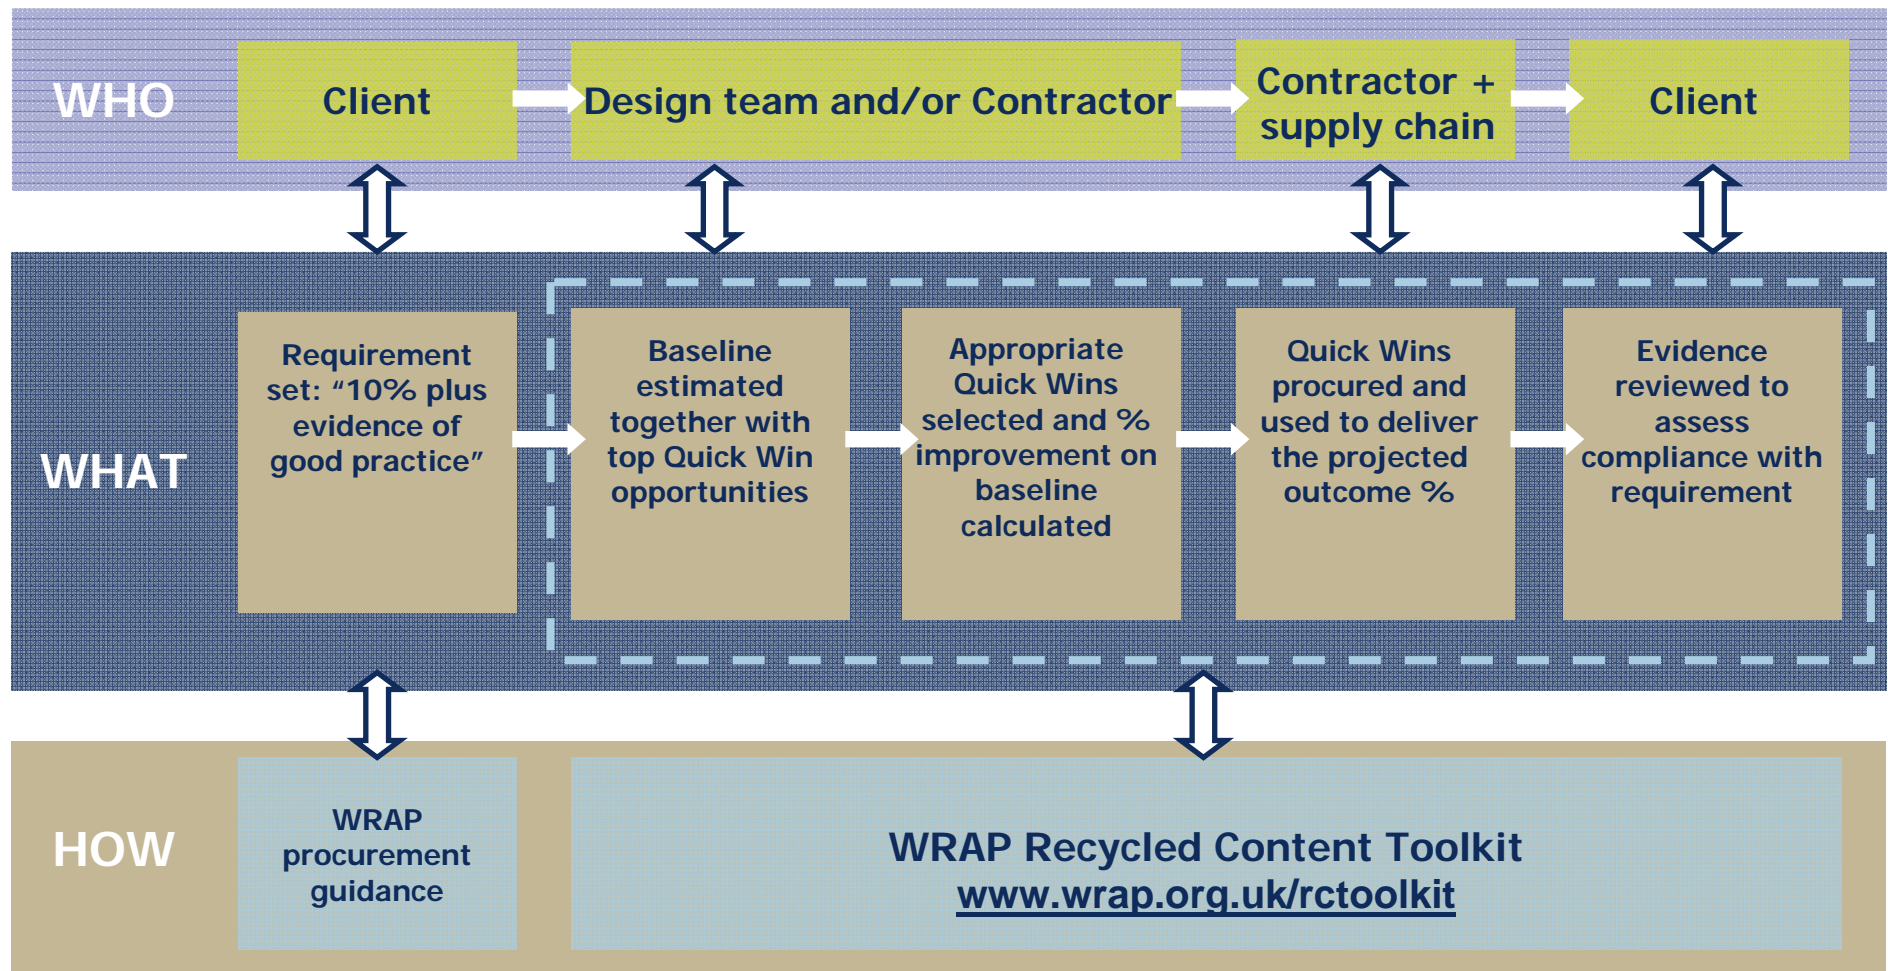 WHO
Client
Design team and/or Contractor
Contractor +
supply chain
Client
WHAT
Requirement
set: “10% plus
evidence of
good practice”
Baseline
estimated
together with
top Quick Win
opportunities
Appropriate
Quick Wins
selected and %
improvement on
baseline
calculated
Quick Wins
procured and
used to deliver
the projected
outcome %
Evidence
reviewed to
assess
compliance with
requirement
HOW
WRAP
procurement
guidance
WRAP Recycled Content Toolkit
www.wrap.org.uk/rctoolkit